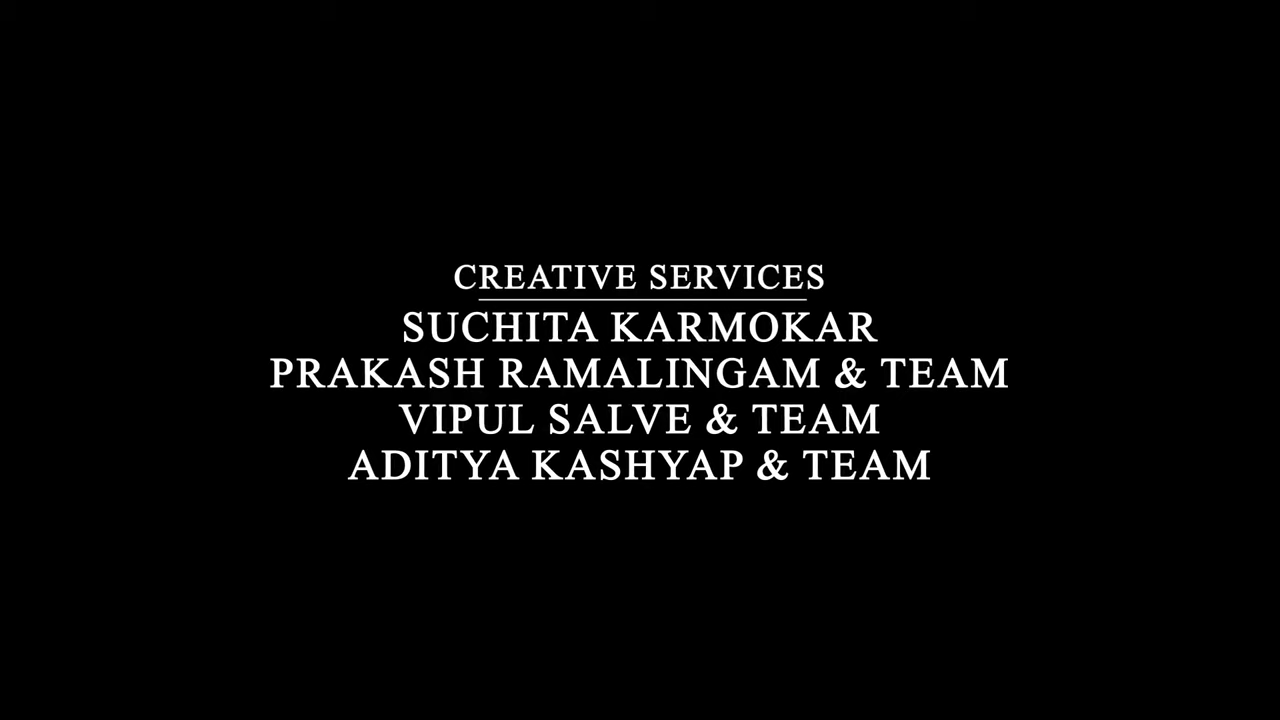 CREATIVE SERVICES
SUCHITA KARMOKAR
PRAKASH RAMALINGAM & TEAM
VIPUL SALVE & TEAM
ADITYA KASHYAP & TEAM